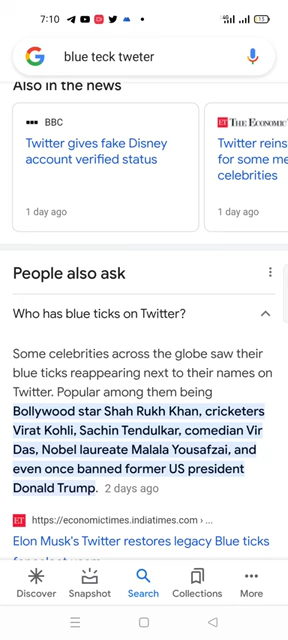 7:10
4G
15
blue teck tweter
Also in the news
BBC
Twitter gives fake Disney
account verified status
1 day ago
ET THE ECONOMIC
Twitter reins
for some me
celebrities
1 day ago
People also ask
Who has blue ticks on Twitter?
Some celebrities across the globe saw their
blue ticks reappearing next to their names on
Twitter. Popular among them being
Bollywood star Shah Rukh Khan, cricketers
Virat Kohli, Sachin Tendulkar, comedian Vir
Das, Nobel laureate Malala Yousafzai, and
even once banned former US president
Donald Trump. 2 days ago
ET https://economictimes.indiatimes.com › ...
Elon Musk's Twitter restores legacy Blue ticks
Discover Snapshot Search Collections More